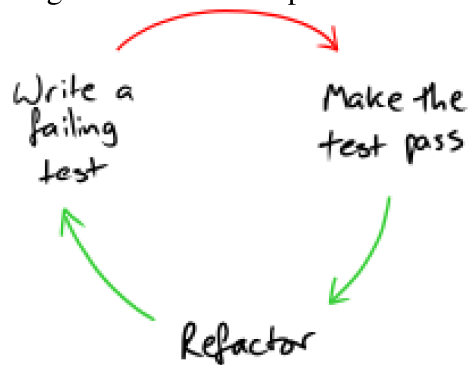 Write a
failing
test
Make the
test pass
Refactor